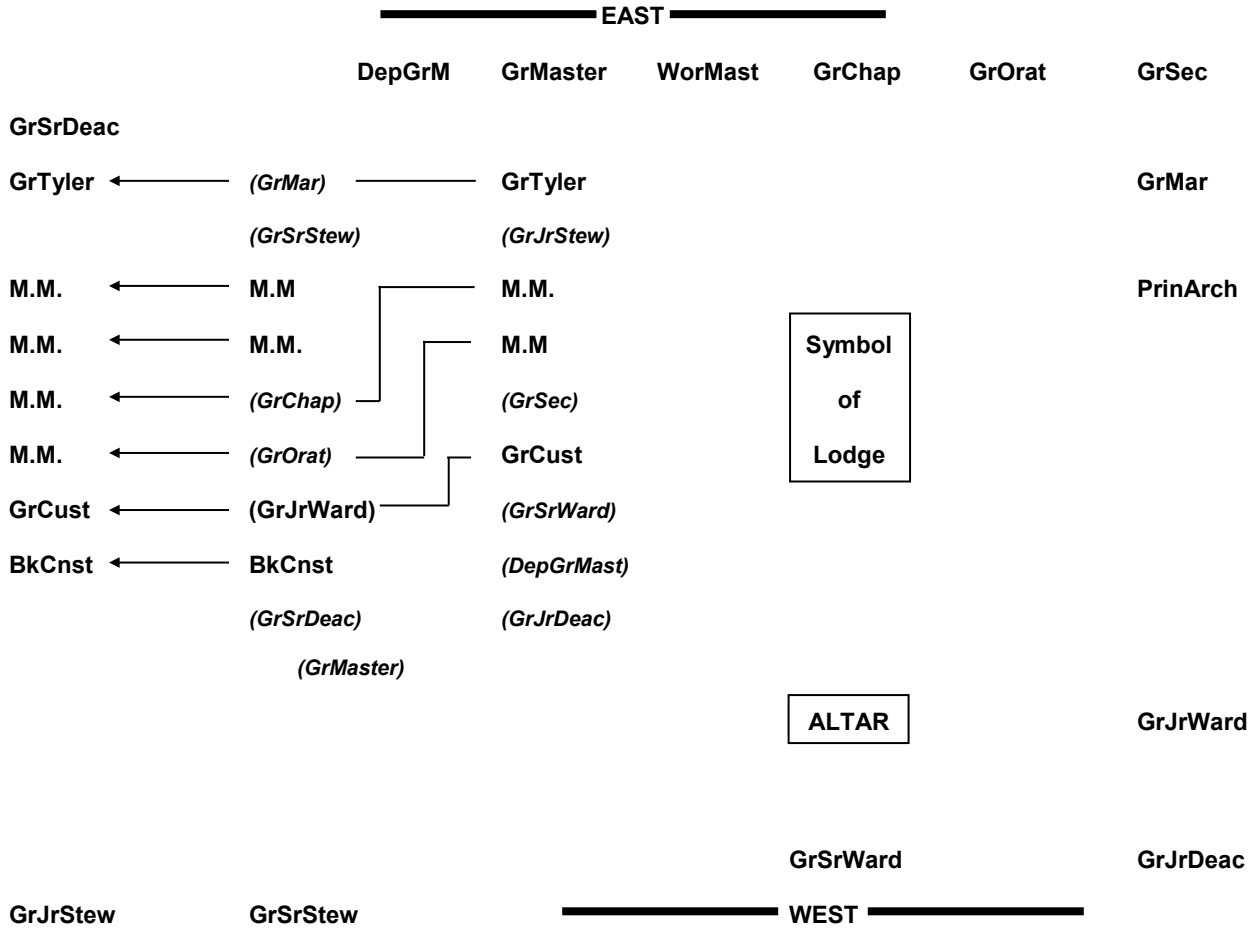 EAST
DepGrM GrMaster WorMast GrChap GrOrat GrSec
GrSrDeac
GrTyler (GrMar) GrTyler GrMar
(GrSrStew) (GrJrStew)
M.M. M.M M.M. PrinArch
M.M. M.M. M.M Symbol
M.M. (GrChap) (GrSec) of
M.M. (GrOrat) GrCust Lodge
GrCust (GrJrWard) (GrSrWard)
BkCnst BkCnst (DepGrMast)
(GrSrDeac) (GrJrDeac)
(GrMaster)
ALTAR GrJrWard
GrSrWard GrJrDeac
GrJrStew GrSrStew WEST